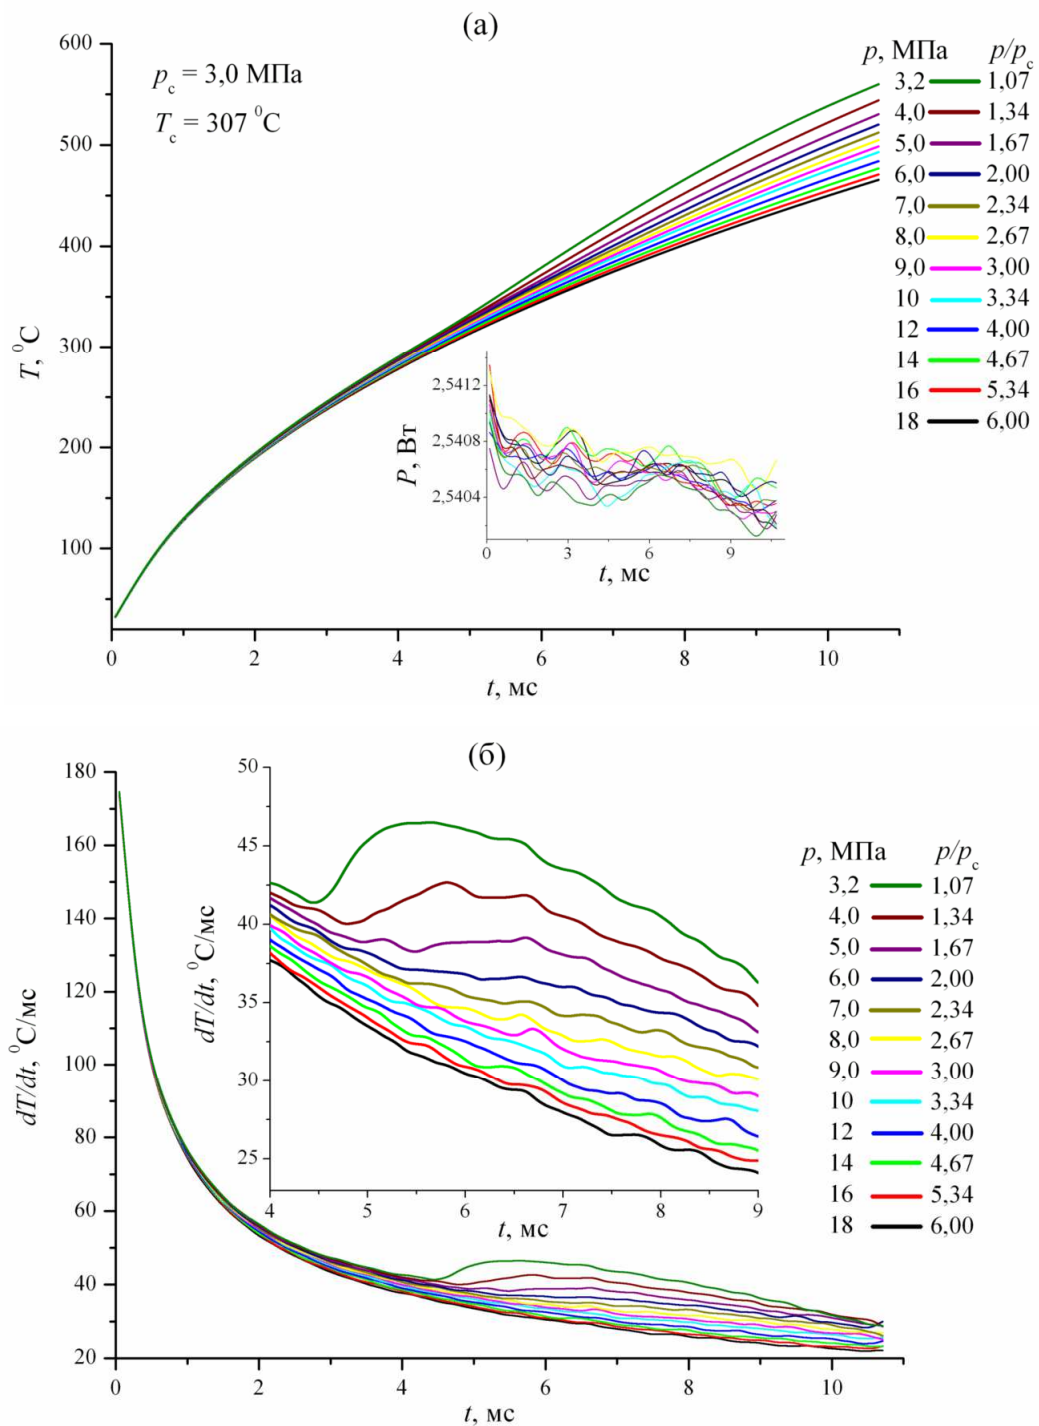 (а)
p_c = 3,0 МПа
T_c = 307 ⁰C
p, МПа p/p_c
3,2 1,07
4,0 1,34
5,0 1,67
6,0 2,00
7,0 2,34
8,0 2,67
9,0 3,00
10 3,34
12 4,00
14 4,67
16 5,34
18 6,00
600
500
400
300
200
100
T, ⁰C
0 2 4 6 8 10
t, мс
2,5412
2,5408
2,5404
P, Вт
0 3 6 9
t, мс
(б)
180
160
140
120
100
80
60
40
20
dT/dt, ⁰C/мс
0 2 4 6 8 10
t, мс
50
45
40
35
30
25
dT/dt, ⁰C/мс
4 5 6 7 8 9
t, мс
p, МПа p/p_c
3,2 1,07
4,0 1,34
5,0 1,67
6,0 2,00
7,0 2,34
8,0 2,67
9,0 3,00
10 3,34
12 4,00
14 4,67
16 5,34
18 6,00